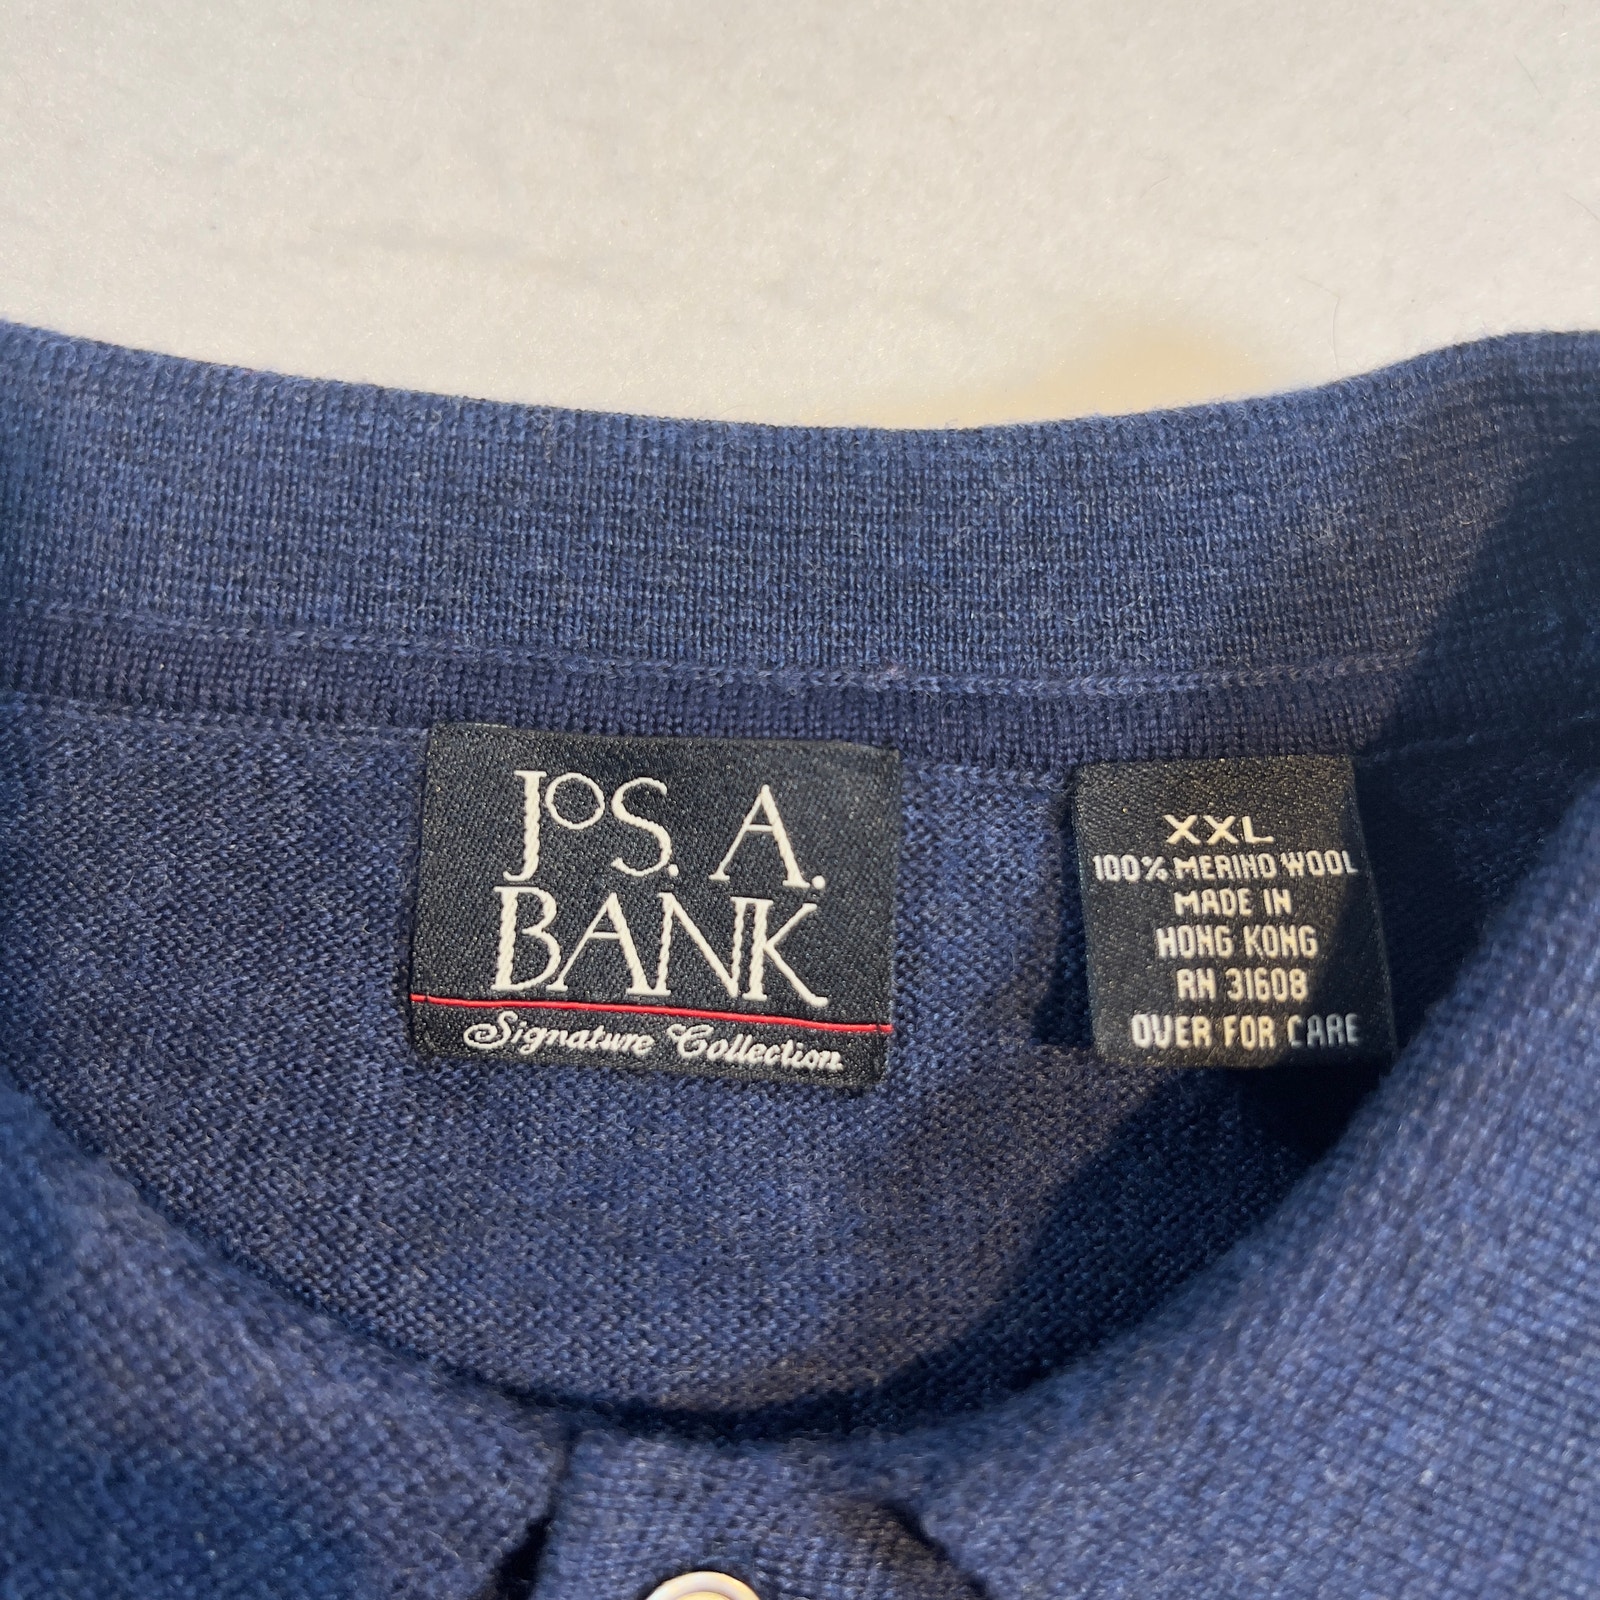 JOS. A.
BANK
Signature Collection
XXL
100% MERINO WOOL
MADE IN
HONG KONG
RN 31608
OVER FOR CARE